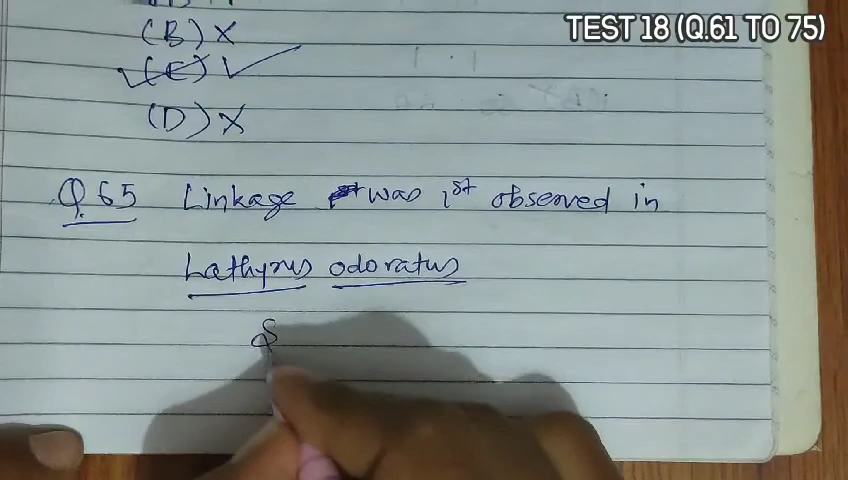 TEST 18 (Q.61 TO 75)
(B) X
(C) ✓
(D) X
Q.65 Linkage was 1st observed in
Lathyrus odoratus
S